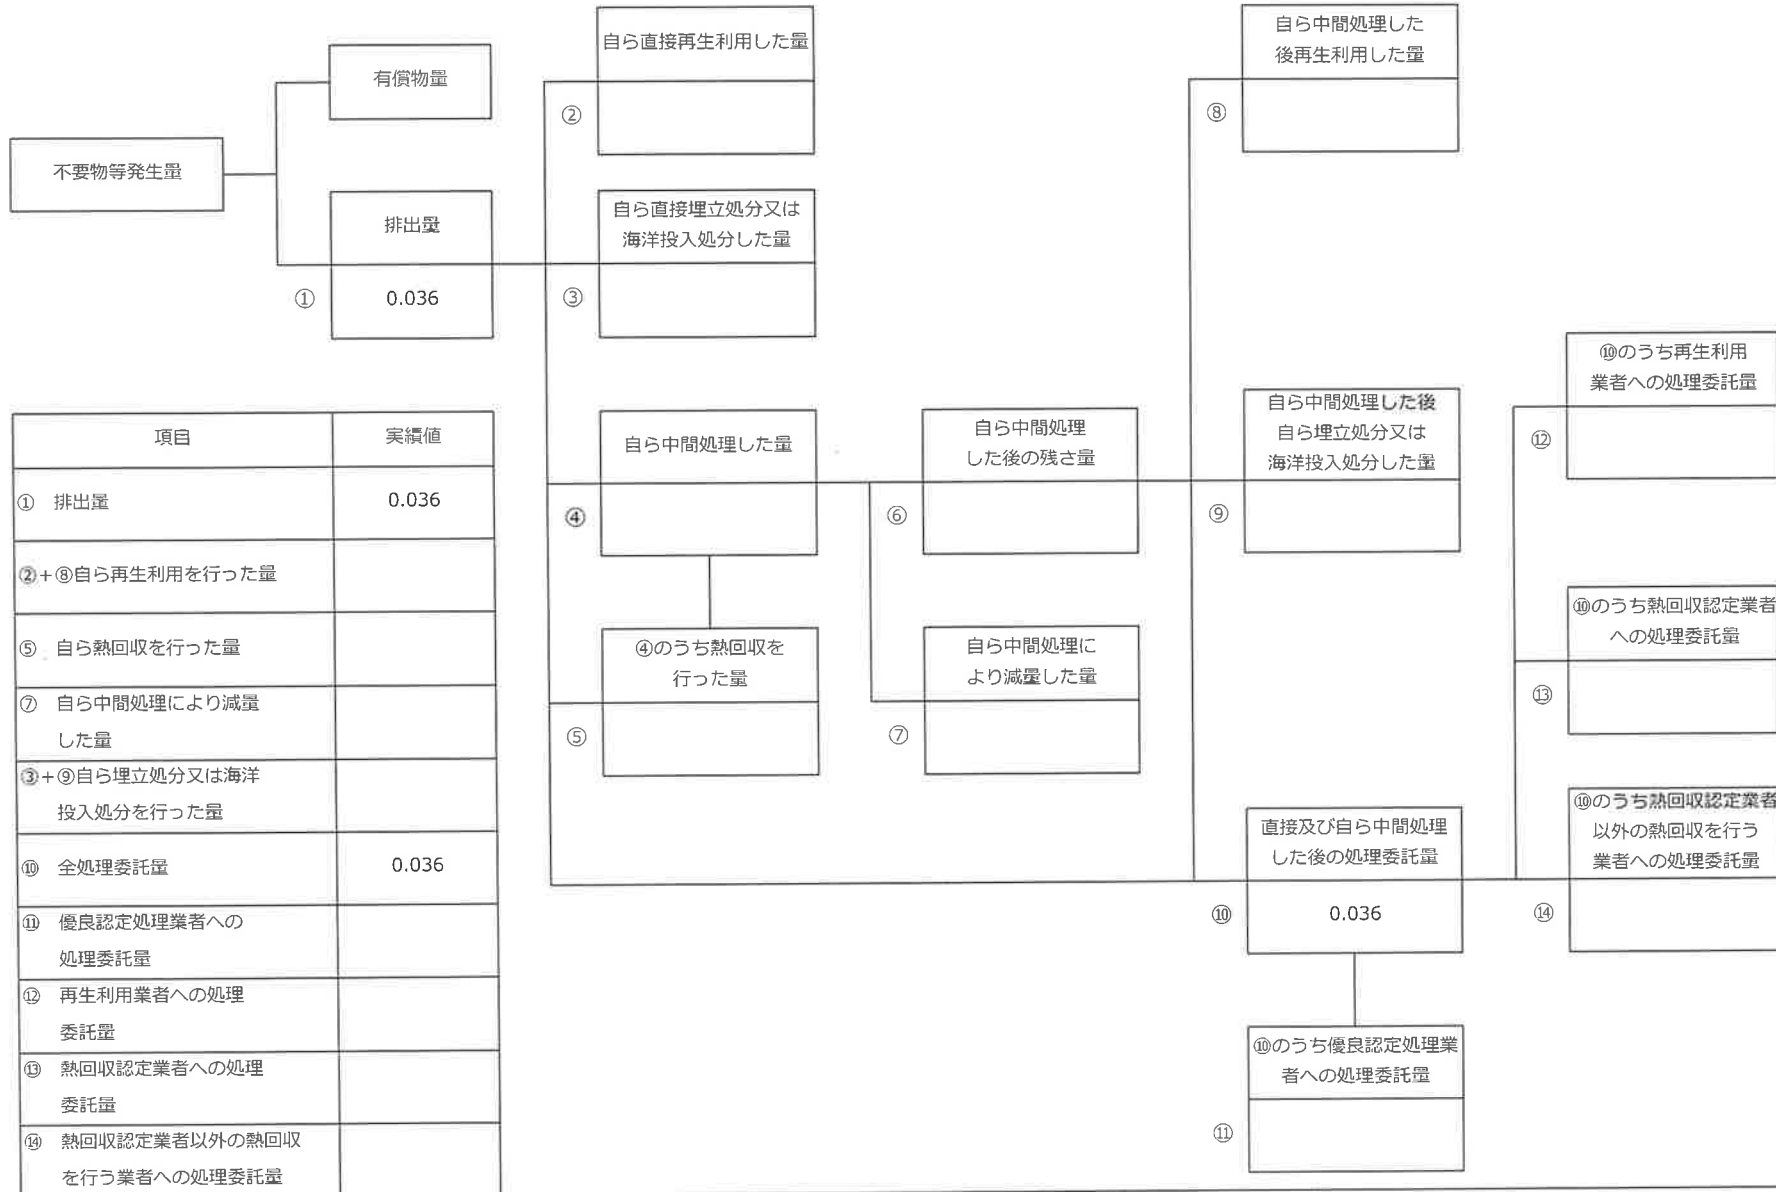 不要物等発生量
有償物量
排出量
① 0.036
自ら直接再生利用した量
②
自ら直接埋立処分又は
海洋投入処分した量
③
自ら中間処理した量
④
④のうち熱回収を
行った量
⑤
自ら中間処理
した後の残さ量
⑥
自ら中間処理に
より減量した量
⑦
自ら中間処理した
後再生利用した量
⑧
自ら中間処理した後
自ら埋立処分又は
海洋投入処分した量
⑨
直接及び自ら中間処理
した後の処理委託量
⑩ 0.036
⑩のうち優良認定処理業
者への処理委託量
⑪
⑩のうち再生利用
業者への処理委託量
⑫
⑩のうち熱回収認定業者
への処理委託量
⑬
⑩のうち熱回収認定業者
以外の熱回収を行う
業者への処理委託量
⑭
項目 実績値
① 排出量 0.036
②+⑧自ら再生利用を行った量
⑤ 自ら熱回収を行った量
⑦ 自ら中間処理により減量
した量
③+⑨自ら埋立処分又は海洋
投入処分を行った量
⑩ 全処理委託量 0.036
⑪ 優良認定処理業者への
処理委託量
⑫ 再生利用業者への処理
委託量
⑬ 熱回収認定業者への処理
委託量
⑭ 熱回収認定業者以外の熱回収
を行う業者への処理委託量